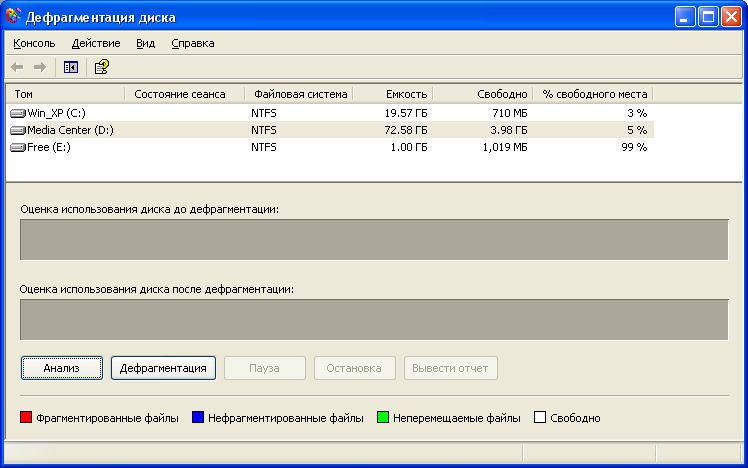 Дефрагментация диска
Консоль Действие Вид Справка
Том Состояние сеанса Файловая система Емкость Свободно % свободного места
Win_XP (C:) NTFS 19.57 ГБ 710 МБ 3 %
Media Center (D:) NTFS 72.58 ГБ 3.98 ГБ 5 %
Free (E:) NTFS 1.00 ГБ 1,019 МБ 99 %
Оценка использования диска до дефрагментации:
Оценка использования диска после дефрагментации:
Анализ Дефрагментация Пауза Остановка Вывести отчет
Фрагментированные файлы Нефрагментированные файлы Неперемещаемые файлы Свободно